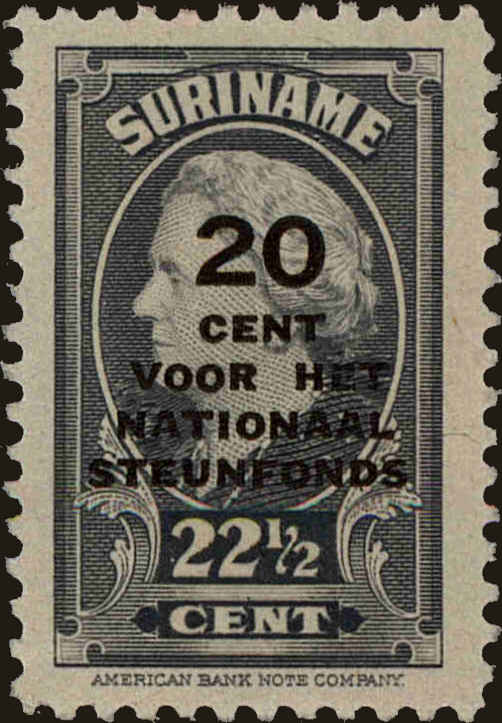 SURINAME
20
CENT
VOOR HET
NATIONAAL
STEUNFONDS
22½
CENT
AMERICAN BANK NOTE COMPANY.